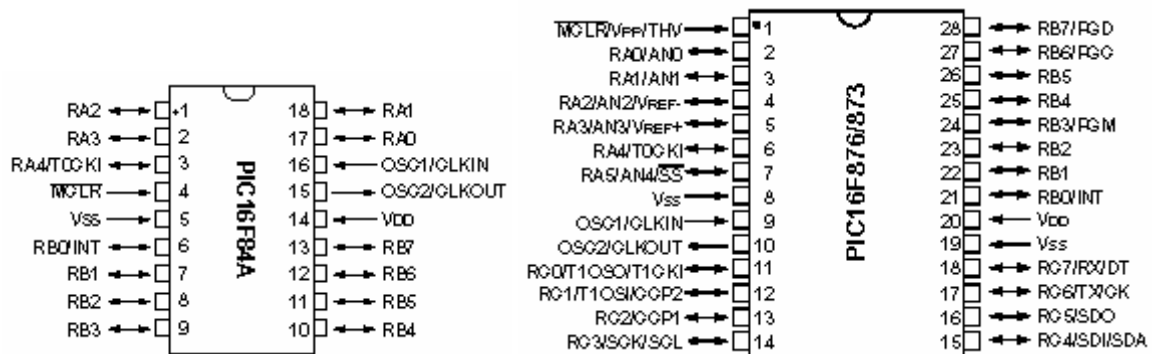 RA2 1 18 RA1
RA3 2 17 RA0
RA4/T0CKI 3 16 OSC1/CLKIN
MCLR 4 15 OSC2/CLKOUT
VSS 5 14 VDD
RB0/INT 6 13 RB7
RB1 7 12 RB6
RB2 8 11 RB5
RB3 9 10 RB4
PIC16F84A
MCLR/VPP/THV 1 28 RB7/PGD
RA0/AN0 2 27 RB6/PGC
RA1/AN1 3 26 RB5
RA2/AN2/VREF- 4 25 RB4
RA3/AN3/VREF+ 5 24 RB3/PGM
RA4/T0CKI 6 23 RB2
RA5/AN4/SS 7 22 RB1
VSS 8 21 RB0/INT
OSC1/CLKIN 9 20 VDD
OSC2/CLKOUT 10 19 VSS
RC0/T1OSO/T1CKI 11 18 RC7/RX/DT
RC1/T1OSI/CCP2 12 17 RC6/TX/CK
RC2/CCP1 13 16 RC5/SDO
RC3/SCK/SCL 14 15 RC4/SDI/SDA
PIC16F876/873